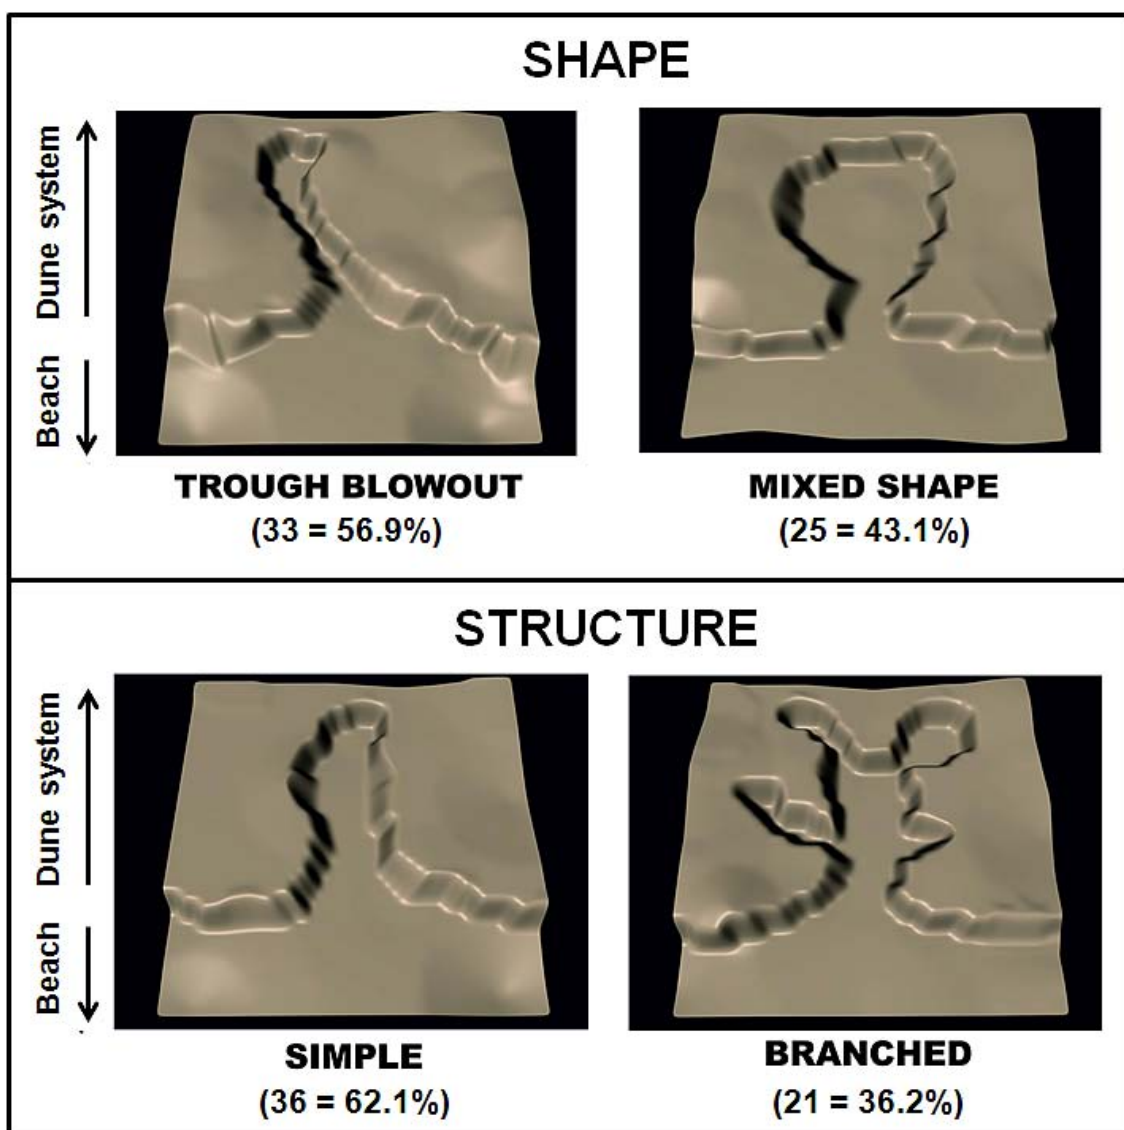 SHAPE
Dune system
Beach
TROUGH BLOWOUT
(33 = 56.9%)
MIXED SHAPE
(25 = 43.1%)
STRUCTURE
Dune system
Beach
SIMPLE
(36 = 62.1%)
BRANCHED
(21 = 36.2%)